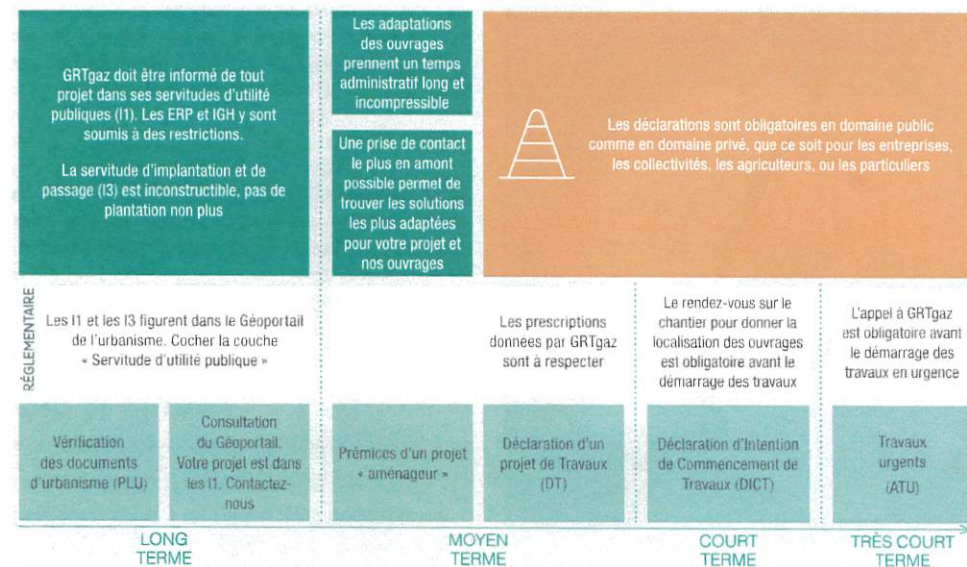 GRTgaz doit être informé de tout
projet dans ses servitudes d'utilité
publiques (I1). Les ERP et IGH y sont
soumis à des restrictions.
La servitude d'implantation et de
passage (I3) est inconstructible, pas de
plantation non plus
Les adaptations
des ouvrages
prennent un temps
administratif long et
incompressible
Une prise de contact
le plus en amont
possible permet de
trouver les solutions
les plus adaptées
pour votre projet et
nos ouvrages
Les déclarations sont obligatoires en domaine public
comme en domaine privé, que ce soit pour les entreprises,
les collectivités, les agriculteurs, ou les particuliers
RÉGLEMENTAIRE
Les I1 et les I3 figurent dans le Géoportail
de l'urbanisme. Cocher la couche
« Servitude d'utilité publique »
Les prescriptions
données par GRTgaz
sont à respecter
Le rendez-vous sur le
chantier pour donner la
localisation des ouvrages
est obligatoire avant le
démarrage des travaux
L'appel à GRTgaz
est obligatoire avant
le démarrage des
travaux en urgence
Vérification
des documents
d'urbanisme (PLU)
Consultation
du Géoportail.
Votre projet est dans
les I1. Contactez-
nous
Prémices d'un projet
« aménageur »
Déclaration d'un
projet de Travaux
(DT)
Déclaration d'Intention
de Commencement de
Travaux (DICT)
Travaux
urgents
(ATU)
LONG
TERME
MOYEN
TERME
COURT
TERME
TRÈS COURT
TERME